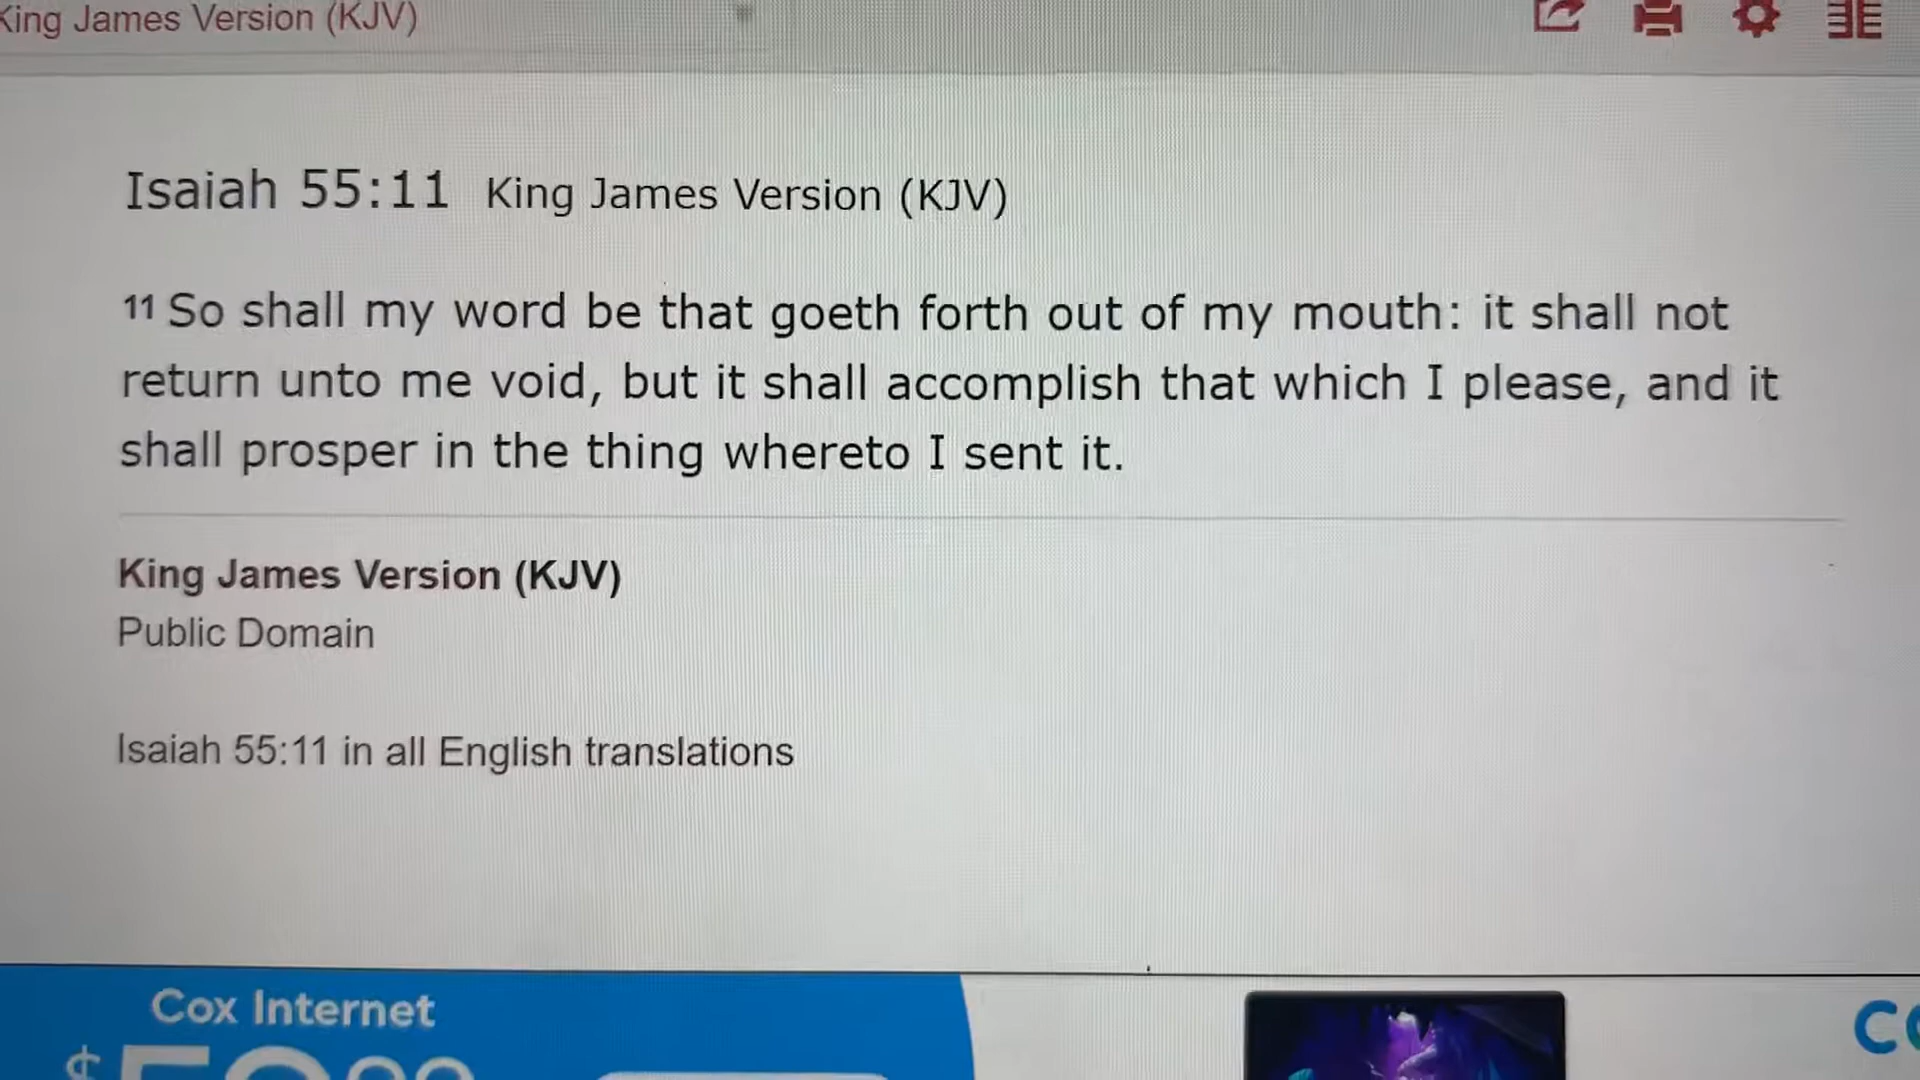 King James Version (KJV)
Isaiah 55:11 King James Version (KJV)
11 So shall my word be that goeth forth out of my mouth: it shall not
return unto me void, but it shall accomplish that which I please, and it
shall prosper in the thing whereto I sent it.
King James Version (KJV)
Public Domain
Isaiah 55:11 in all English translations
Cox Internet